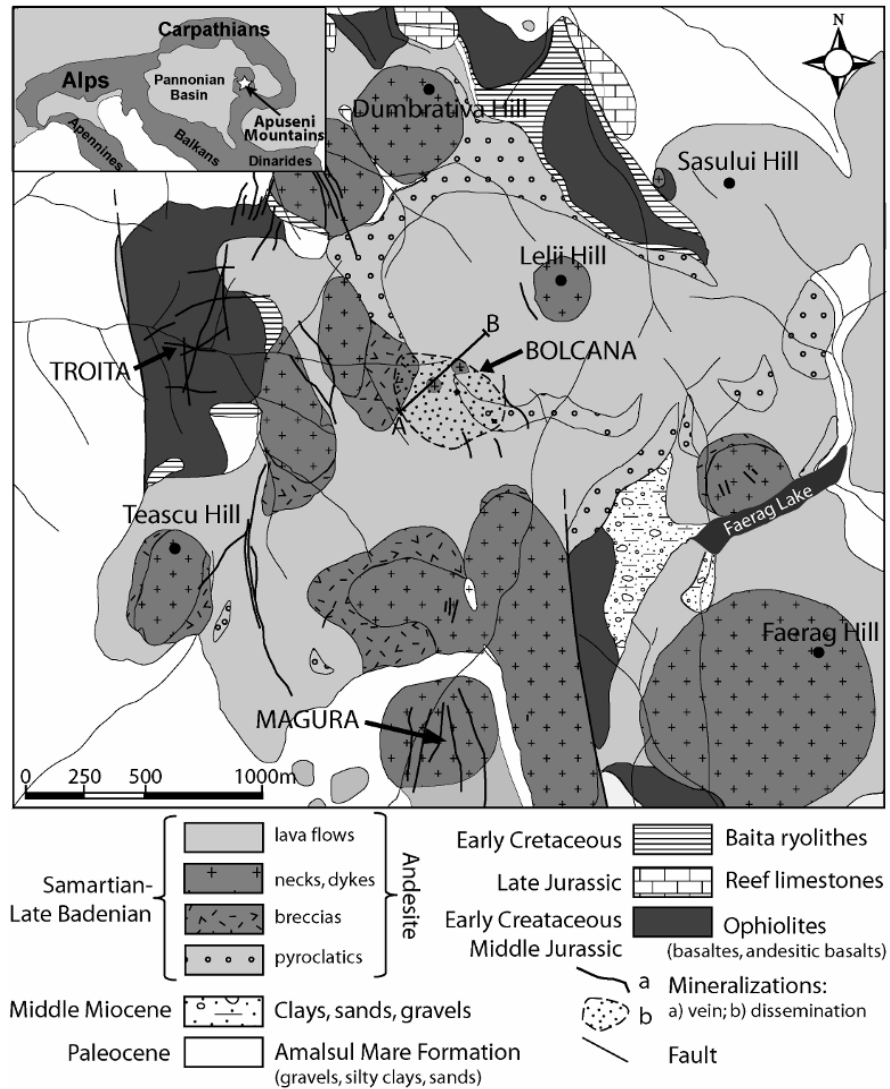 Carpathians
Alps
Pannonian
Basin
Apuseni
Mountains
Apennines
Balkans
Dinarides
N
Dumbrativa Hill
Sasului Hill
Lelii Hill
B
BOLCANA
TROITA
A
Teascu Hill
Faerag Lake
Faerag Hill
MAGURA
0 250 500 1000m
Samartian-
Late Badenian
lava flows
necks, dykes
breccias
pyroclatics
Andesite
Middle Miocene
Clays, sands, gravels
Paleocene
Amalsul Mare Formation
(gravels, silty clays, sands)
Early Cretaceous
Baita ryolithes
Late Jurassic
Reef limestones
Early Creataceous
Middle Jurassic
Ophiolites
(basaltes, andesitic basalts)
a
b
Mineralizations:
a) vein; b) dissemination
Fault